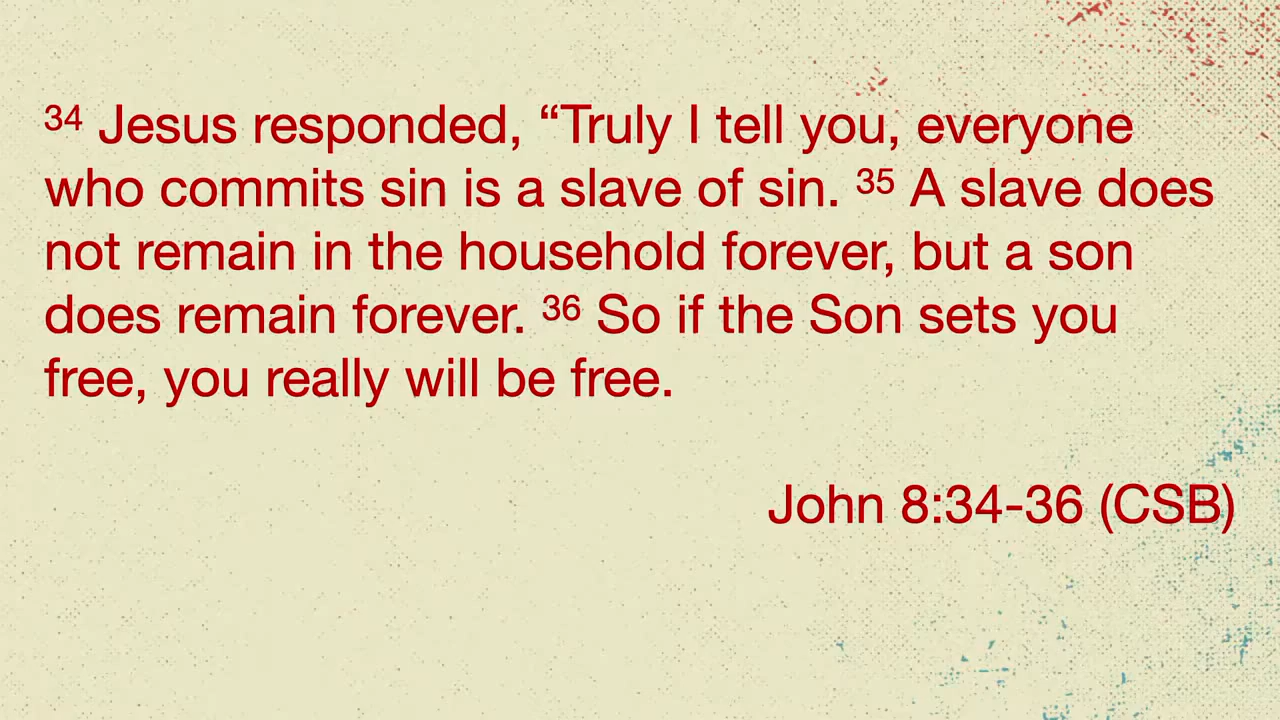 34 Jesus responded, “Truly I tell you, everyone
who commits sin is a slave of sin. 35 A slave does
not remain in the household forever, but a son
does remain forever. 36 So if the Son sets you
free, you really will be free.
John 8:34-36 (CSB)